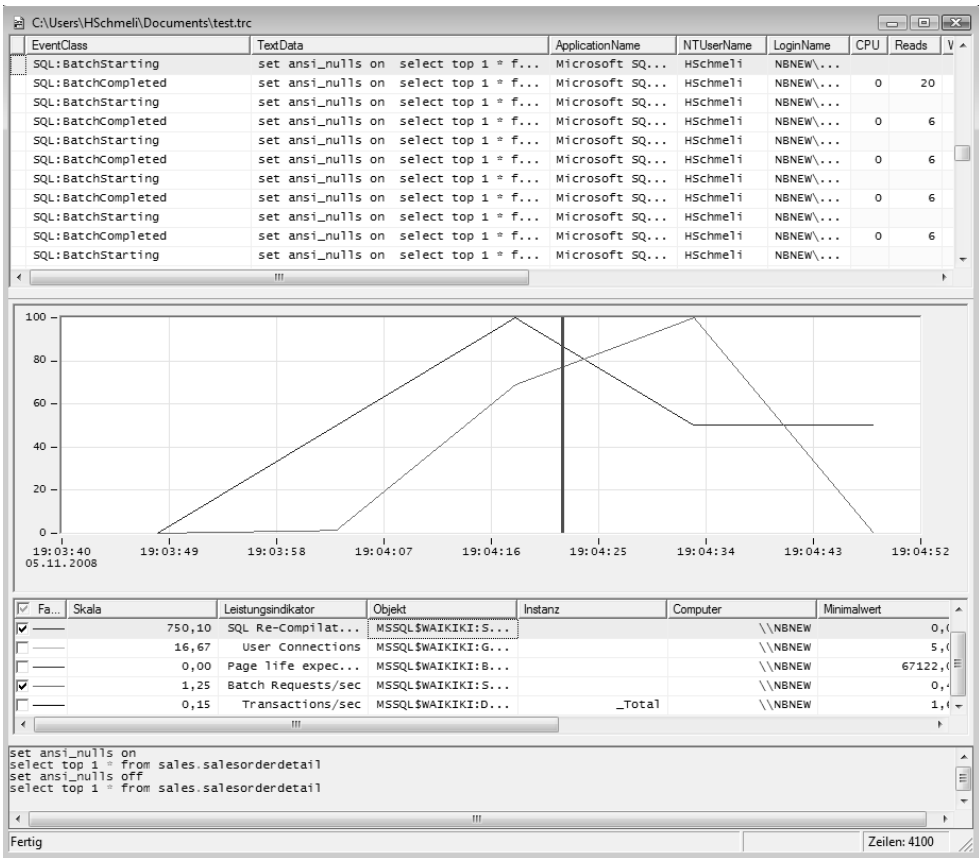 C:\Users\HSchmeli\Documents\test.trc
EventClass TextData ApplicationName NTUserName LoginName CPU Reads
SQL:BatchStarting set ansi_nulls on select top 1 * f... Microsoft SQ... HSchmeli NBNEW\...
SQL:BatchCompleted set ansi_nulls on select top 1 * f... Microsoft SQ... HSchmeli NBNEW\... 0 20
SQL:BatchStarting set ansi_nulls on select top 1 * f... Microsoft SQ... HSchmeli NBNEW\...
SQL:BatchCompleted set ansi_nulls on select top 1 * f... Microsoft SQ... HSchmeli NBNEW\... 0 6
SQL:BatchStarting set ansi_nulls on select top 1 * f... Microsoft SQ... HSchmeli NBNEW\...
SQL:BatchCompleted set ansi_nulls on select top 1 * f... Microsoft SQ... HSchmeli NBNEW\... 0 6
SQL:BatchStarting set ansi_nulls on select top 1 * f... Microsoft SQ... HSchmeli NBNEW\...
SQL:BatchCompleted set ansi_nulls on select top 1 * f... Microsoft SQ... HSchmeli NBNEW\... 0 6
SQL:BatchStarting set ansi_nulls on select top 1 * f... Microsoft SQ... HSchmeli NBNEW\...
SQL:BatchCompleted set ansi_nulls on select top 1 * f... Microsoft SQ... HSchmeli NBNEW\... 0 6
SQL:BatchStarting set ansi_nulls on select top 1 * f... Microsoft SQ... HSchmeli NBNEW\...
100
80
60
40
20
0
19:03:40 19:03:49 19:03:58 19:04:07 19:04:16 19:04:25 19:04:34 19:04:43 19:04:52
05.11.2008
Fa... Skala Leistungsindikator Objekt Instanz Computer Minimalwert
750,10 SQL Re-Compilat... MSSQL$WAIKIKI:S... \\NBNEW 0,
16,67 User Connections MSSQL$WAIKIKI:G... \\NBNEW 5,
0,00 Page life expec... MSSQL$WAIKIKI:B... \\NBNEW 67122,
1,25 Batch Requests/sec MSSQL$WAIKIKI:S... \\NBNEW 0,
0,15 Transactions/sec MSSQL$WAIKIKI:D... _Total \\NBNEW 1,
set ansi_nulls on
select top 1 * from sales.salesorderdetail
set ansi_nulls off
select top 1 * from sales.salesorderdetail
Fertig Zeilen: 4100